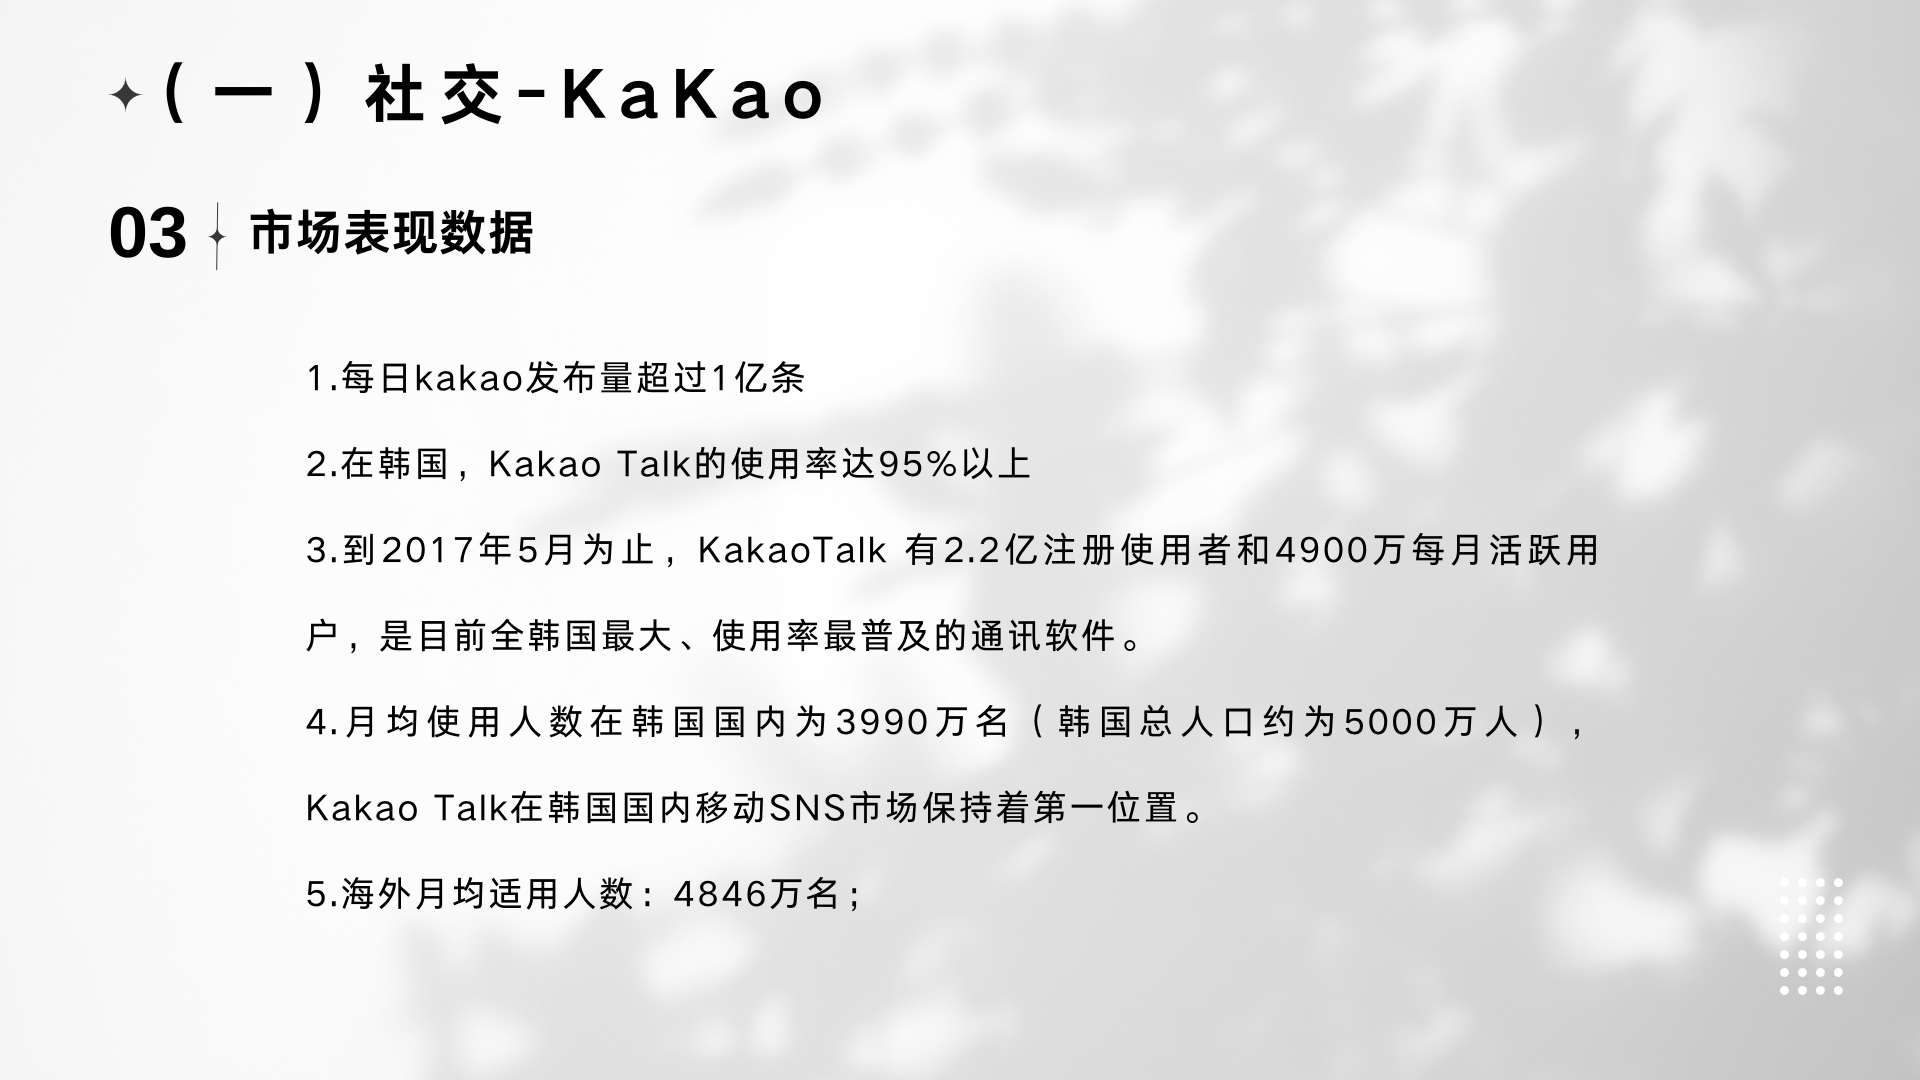 （一）社交-KaKao
03 市场表现数据
1.每日kakao发布量超过1亿条
2.在韩国，Kakao Talk的使用率达95%以上
3.到2017年5月为止，KakaoTalk 有2.2亿注册使用者和4900万每月活跃用
户，是目前全韩国最大、使用率最普及的通讯软件。
4.月均使用人数在韩国国内为3990万名（韩国总人口约为5000万人），
Kakao Talk在韩国国内移动SNS市场保持着第一位置。
5.海外月均适用人数：4846万名；